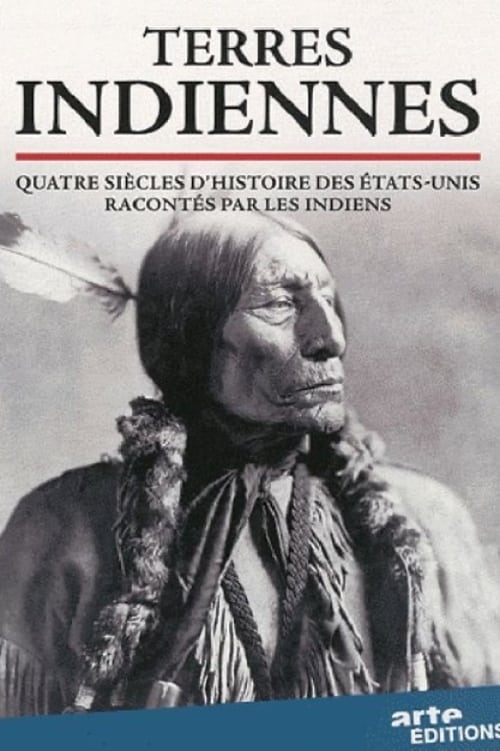 TERRES
INDIENNES
QUATRE SIÈCLES D'HISTOIRE DES ÉTATS-UNIS
RACONTÉS PAR LES INDIENS
arte
EDITIONS